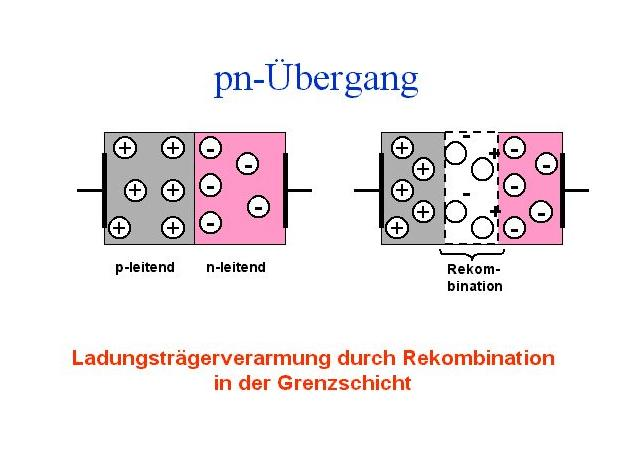 pn-Übergang
p-leitend n-leitend
Rekom-
bination
Ladungsträgerverarmung durch Rekombination
in der Grenzschicht